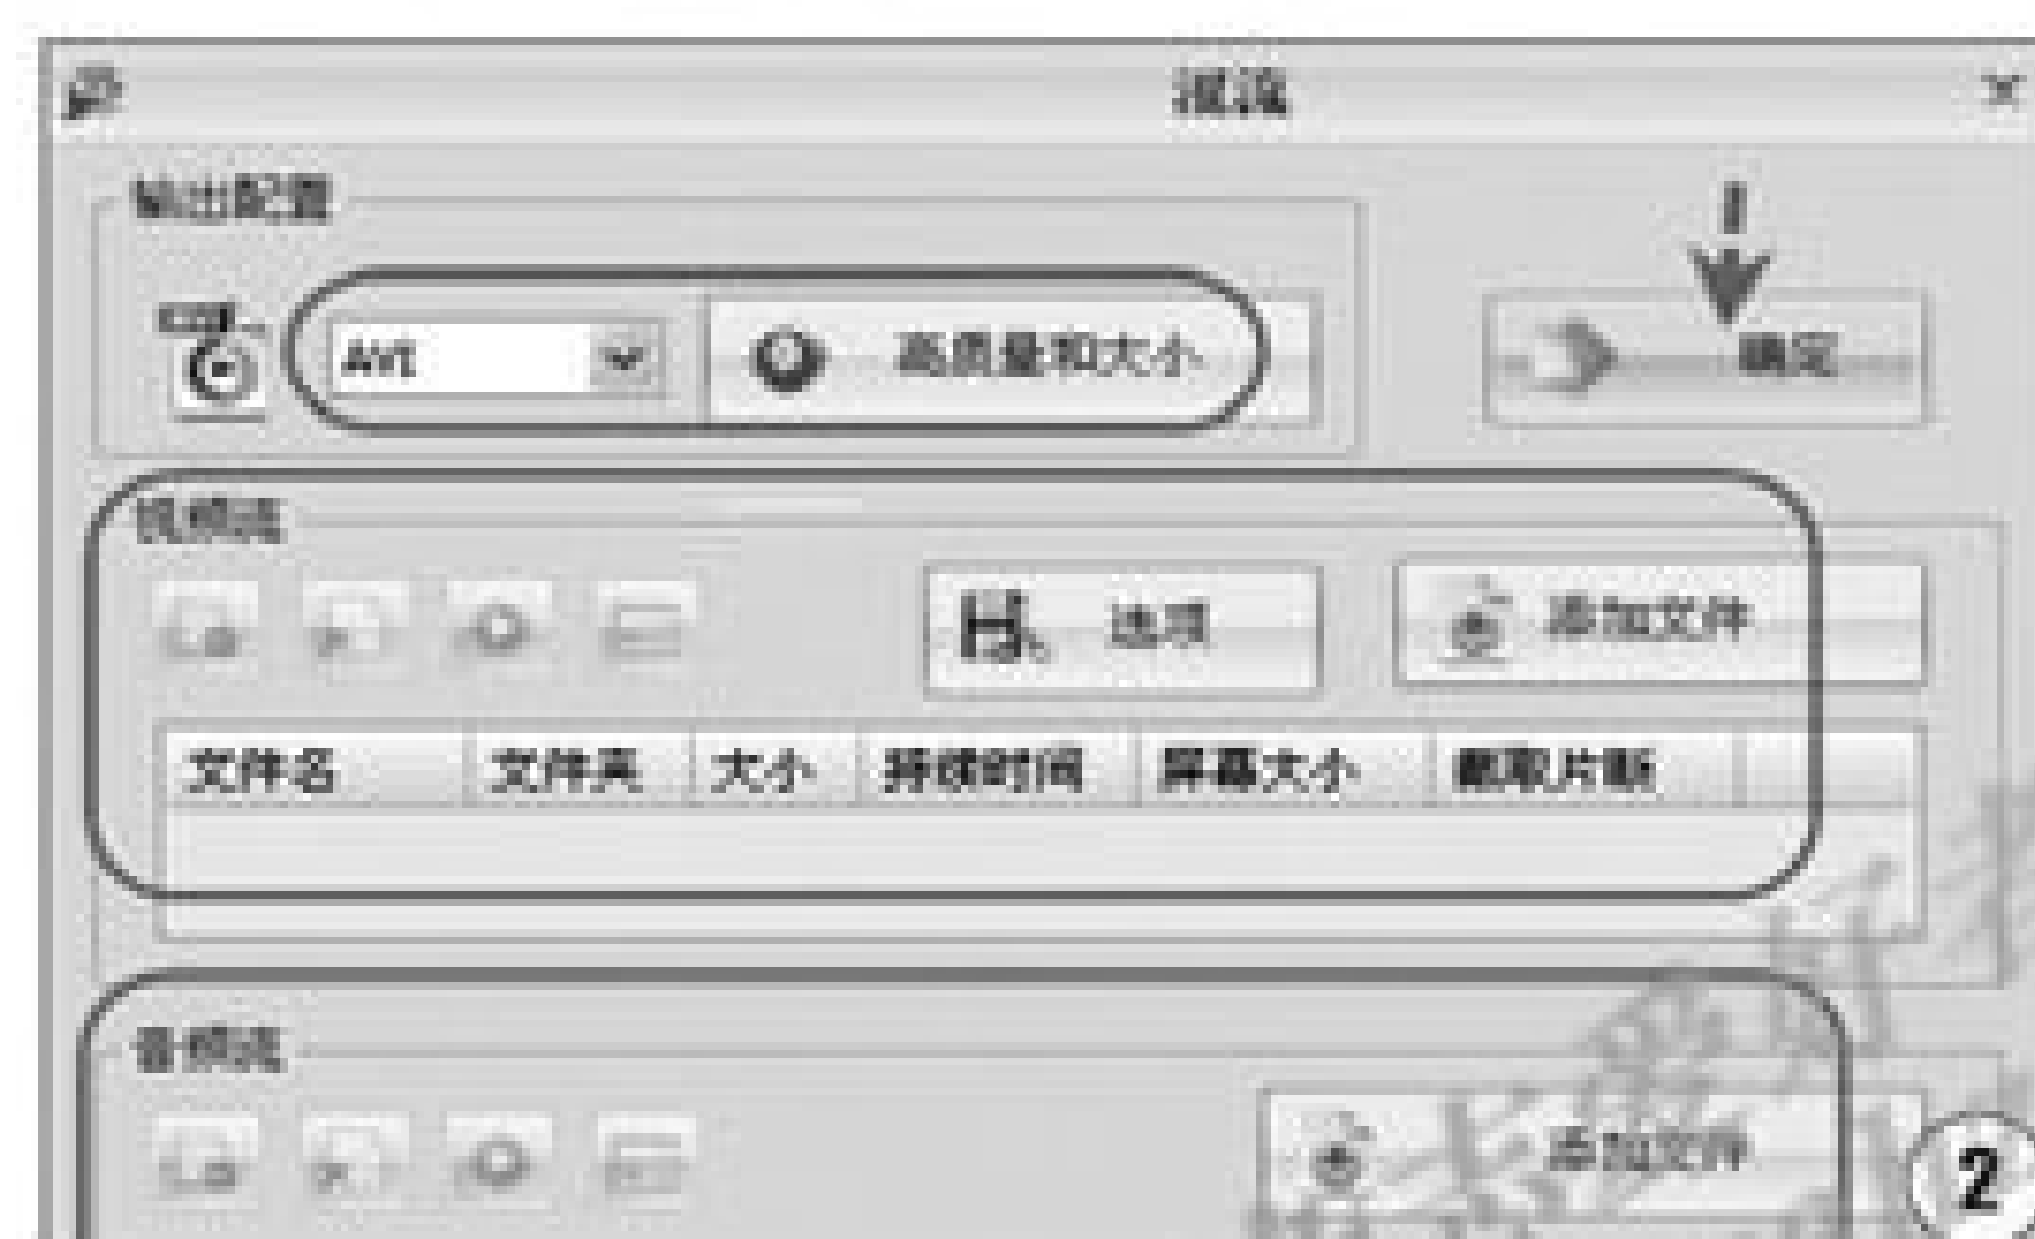 混流
输出配置
AVI 高质量和大小 确定
视频流
选项 添加文件
文件名 文件夹 大小 持续时间 屏幕大小 截取片断
音频流
添加文件
2